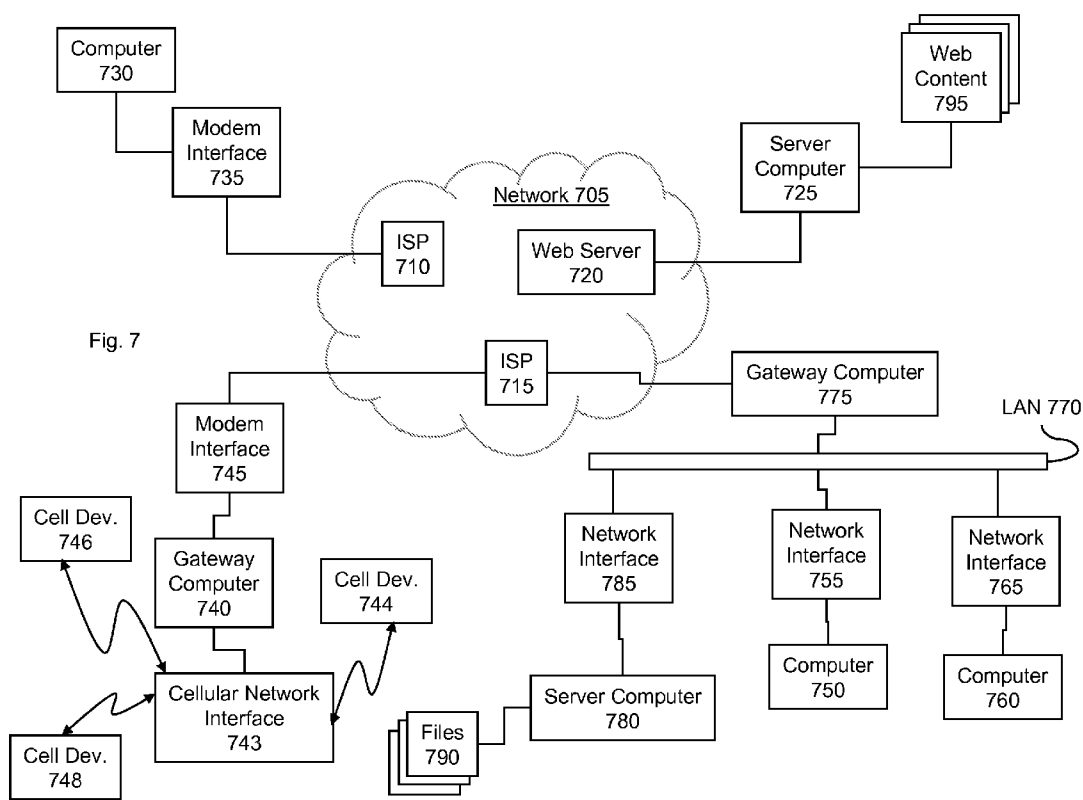 Computer
730
Modem
Interface
735
Web
Content
795
Server
Computer
725
Network 705
ISP
710
Web Server
720
Fig. 7
ISP
715
Gateway Computer
775
LAN 770
Modem
Interface
745
Cell Dev.
746
Gateway
Computer
740
Cell Dev.
744
Network
Interface
785
Network
Interface
755
Network
Interface
765
Cellular Network
Interface
743
Cell Dev.
748
Files
790
Server Computer
780
Computer
750
Computer
760